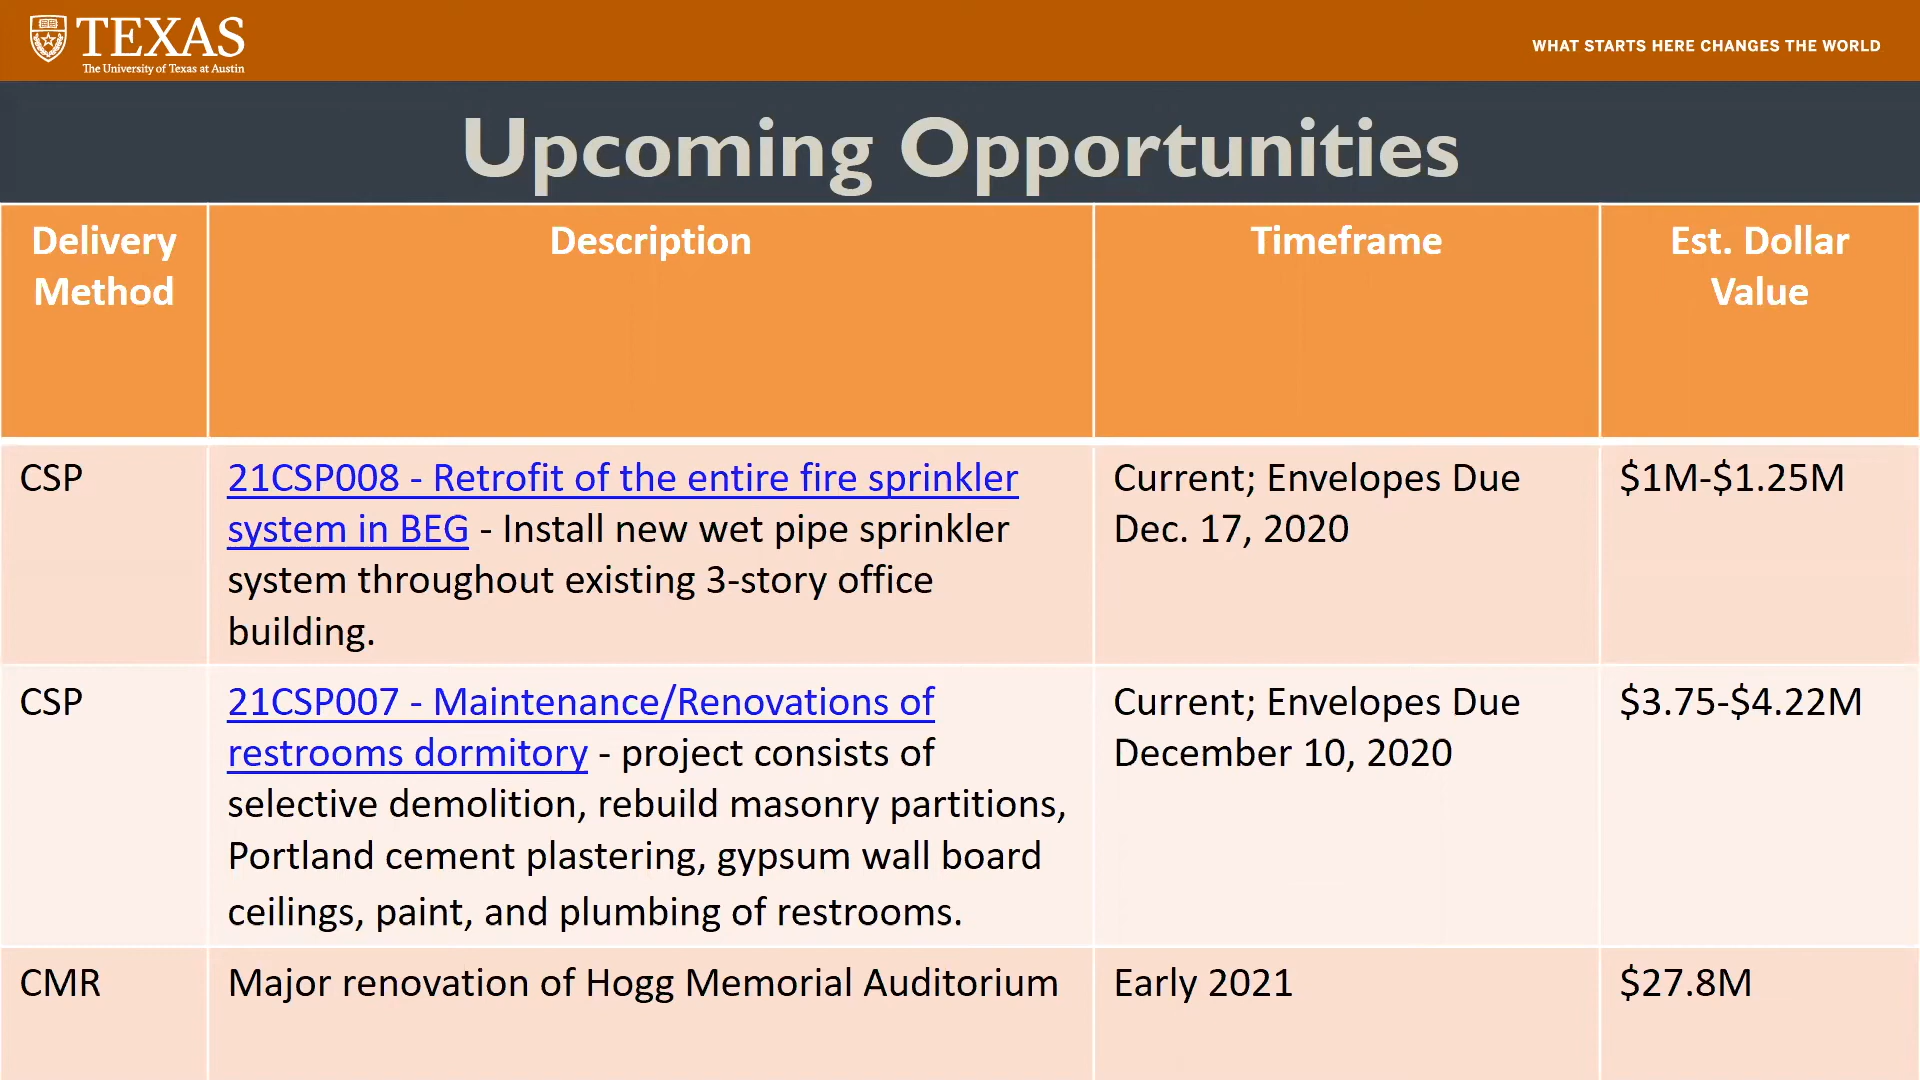 TEXAS
The University of Texas at Austin
WHAT STARTS HERE CHANGES THE WORLD
Upcoming Opportunities
Delivery
Method
Description
Timeframe
Est. Dollar
Value
CSP
21CSP008 - Retrofit of the entire fire sprinkler
system in BEG - Install new wet pipe sprinkler
system throughout existing 3-story office
building.
Current; Envelopes Due
Dec. 17, 2020
$1M-$1.25M
CSP
21CSP007 - Maintenance/Renovations of
restrooms dormitory - project consists of
selective demolition, rebuild masonry partitions,
Portland cement plastering, gypsum wall board
ceilings, paint, and plumbing of restrooms.
Current; Envelopes Due
December 10, 2020
$3.75-$4.22M
CMR
Major renovation of Hogg Memorial Auditorium
Early 2021
$27.8M